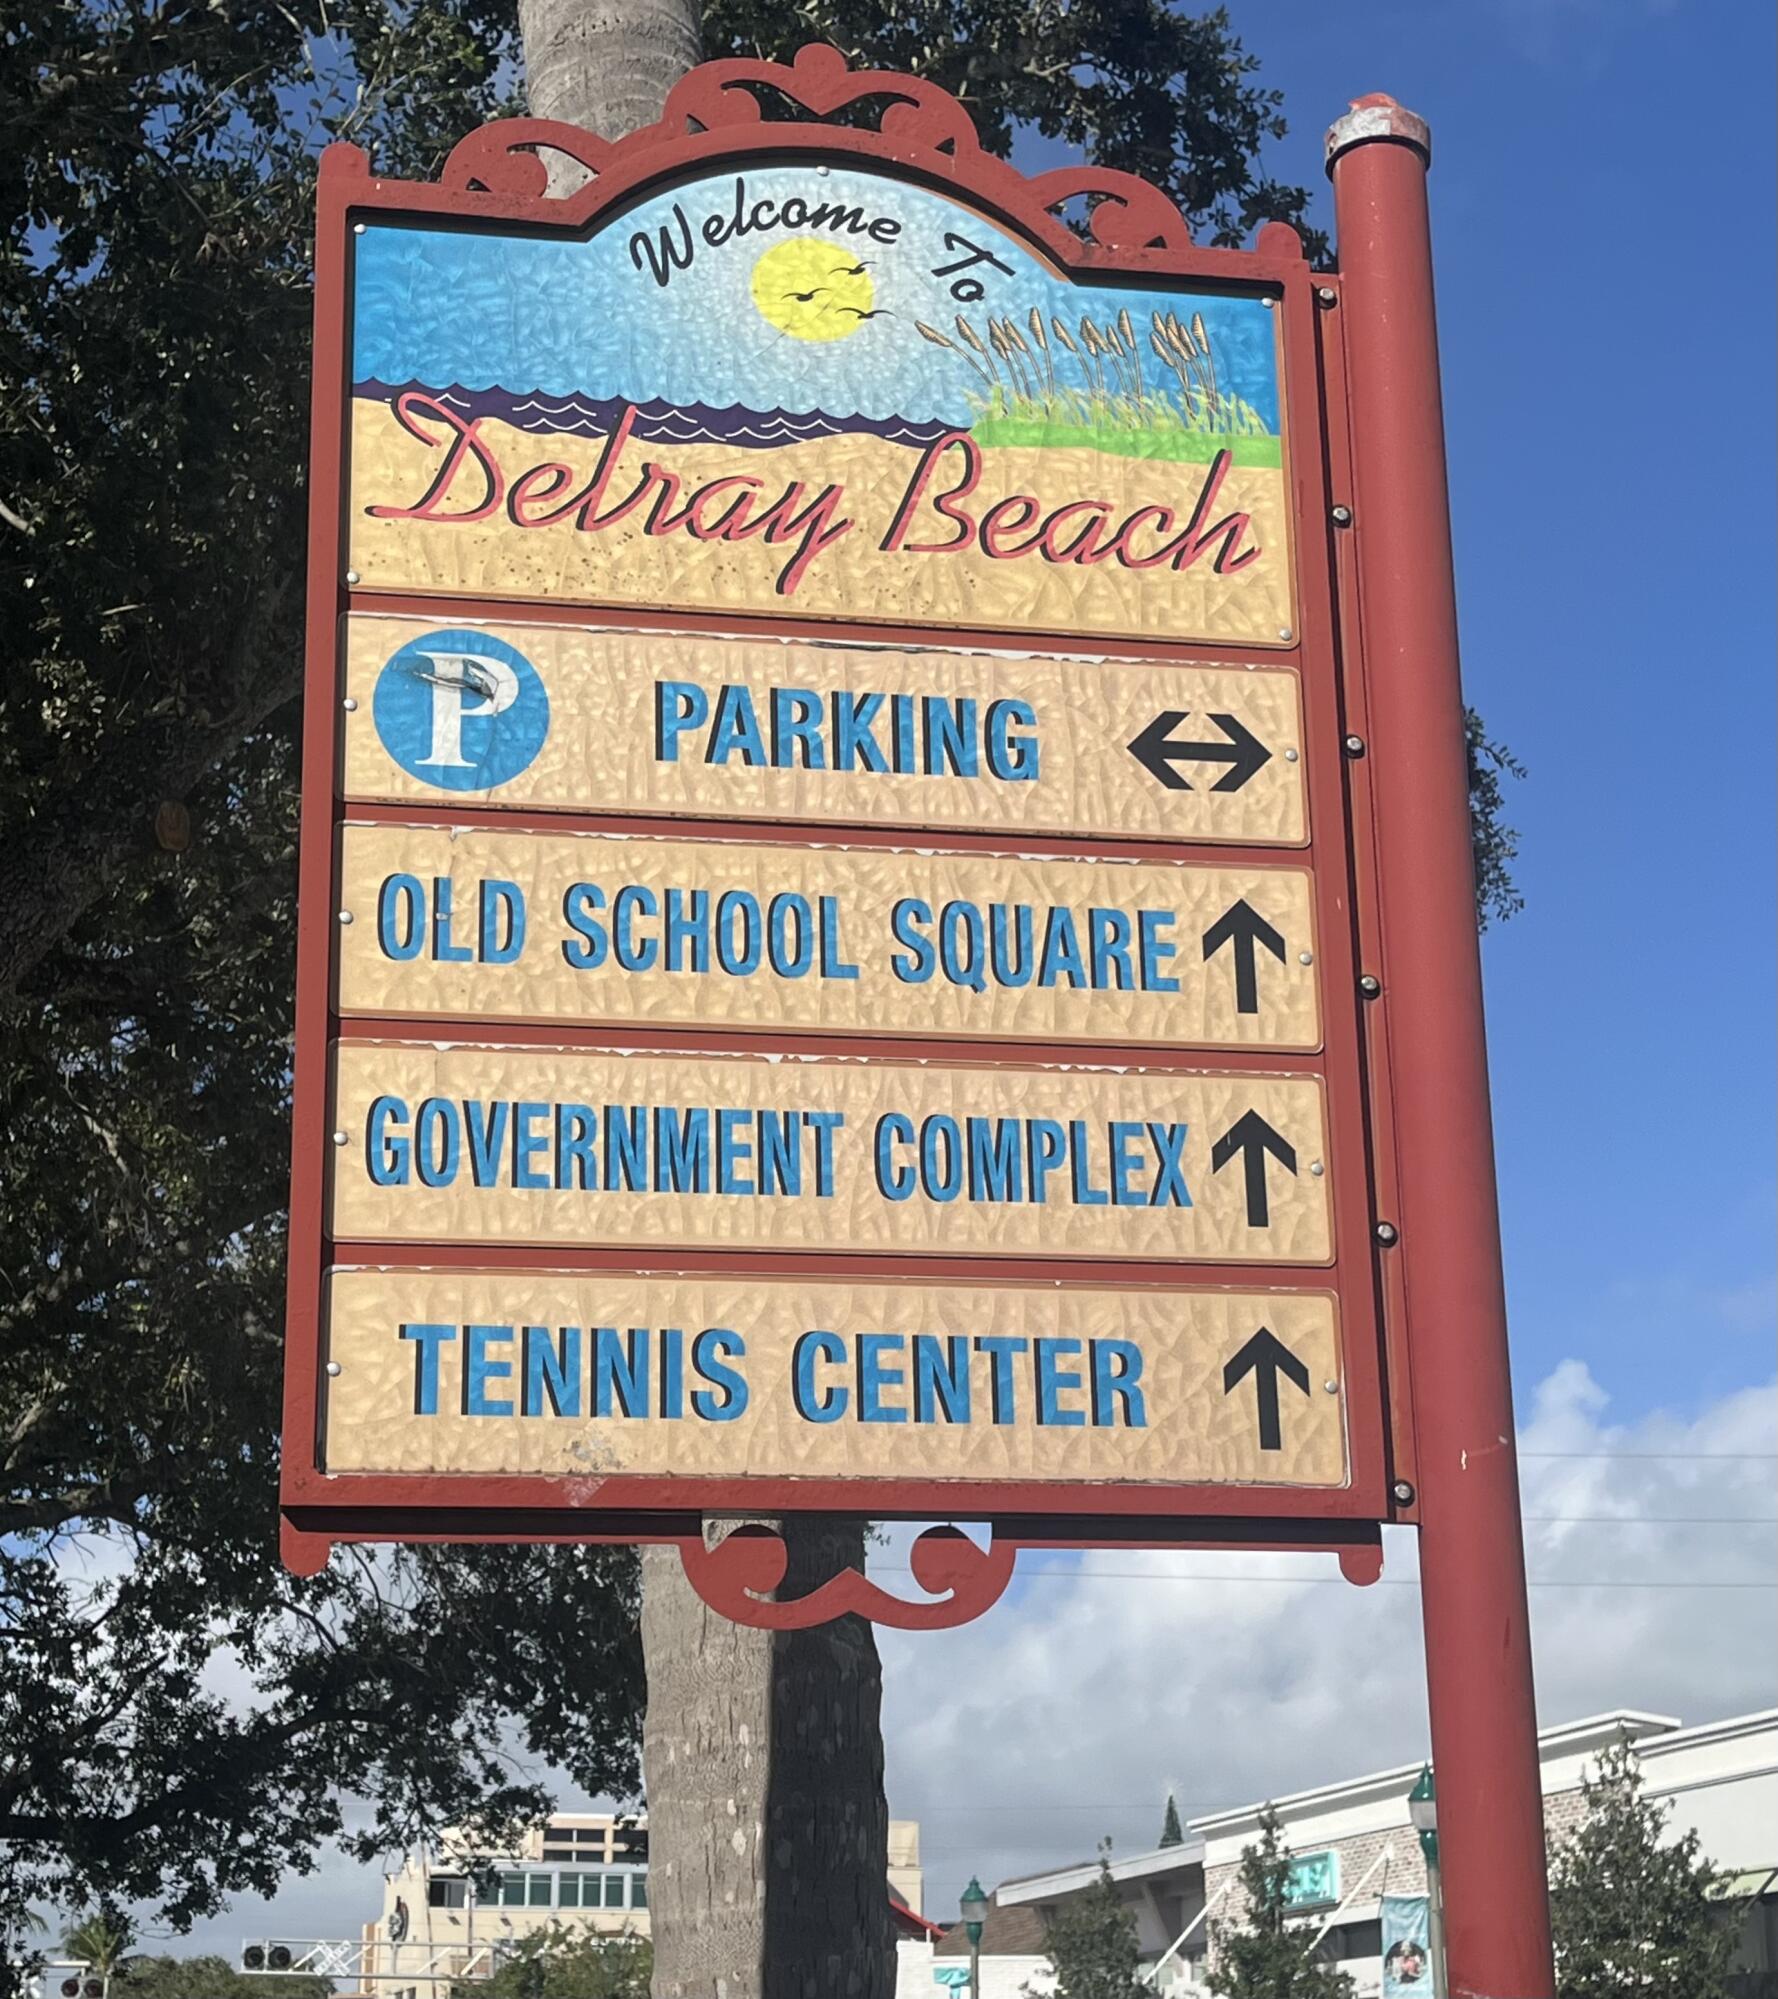 Welcome To
Delray Beach
P PARKING
OLD SCHOOL SQUARE
GOVERNMENT COMPLEX
TENNIS CENTER